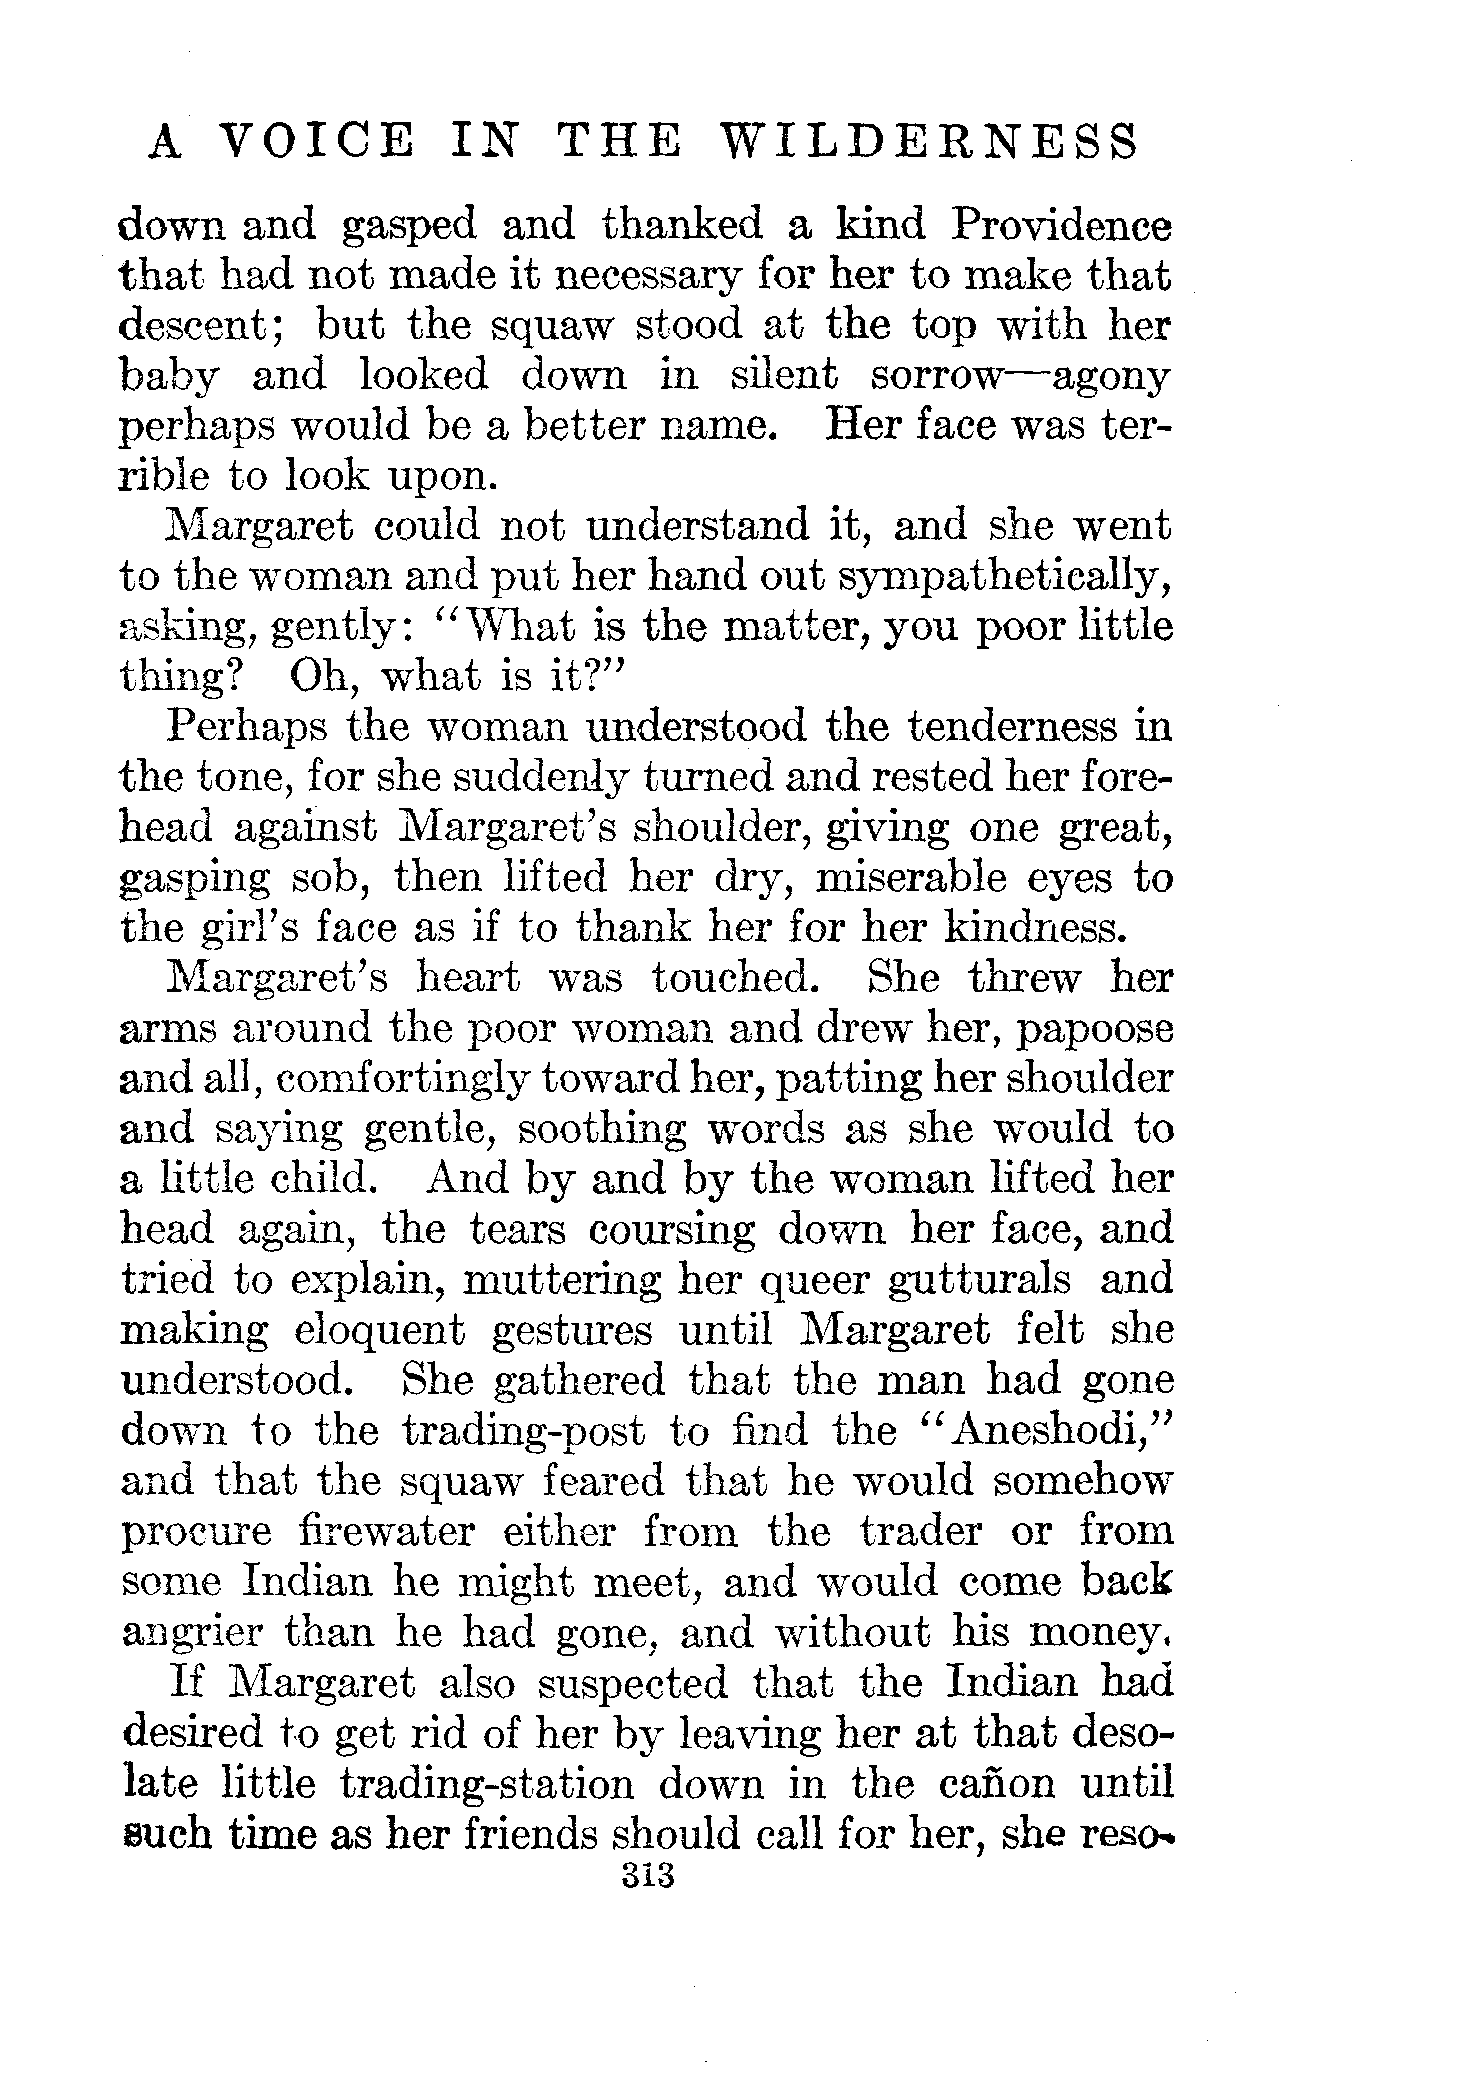 A VOICE IN THE WILDERNESS
down and gasped and thanked a kind Providence
that had not made it necessary for her to make that
descent; but the squaw stood at the top with her
baby and looked down in silent sorrow—agony
perhaps would be a better name. Her face was ter-
rible to look upon.
Margaret could not understand it, and she went
to the woman and put her hand out sympathetically,
asking, gently: “What is the matter, you poor little
thing? Oh, what is it?”
Perhaps the woman understood the tenderness in
the tone, for she suddenly turned and rested her fore-
head against Margaret’s shoulder, giving one great,
gasping sob, then lifted her dry, miserable eyes to
the girl’s face as if to thank her for her kindness.
Margaret’s heart was touched. She threw her
arms around the poor woman and drew her, papoose
and all, comfortingly toward her, patting her shoulder
and saying gentle, soothing words as she would to
a little child. And by and by the woman lifted her
head again, the tears coursing down her face, and
tried to explain, muttering her queer gutturals and
making eloquent gestures until Margaret felt she
understood. She gathered that the man had gone
down to the trading-post to find the “Aneshodi,”
and that the squaw feared that he would somehow
procure firewater either from the trader or from
some Indian he might meet, and would come back
angrier than he had gone, and without his money.
If Margaret also suspected that the Indian had
desired to get rid of her by leaving her at that deso-
late little trading-station down in the cañon until
such time as her friends should call for her, she reso-
313